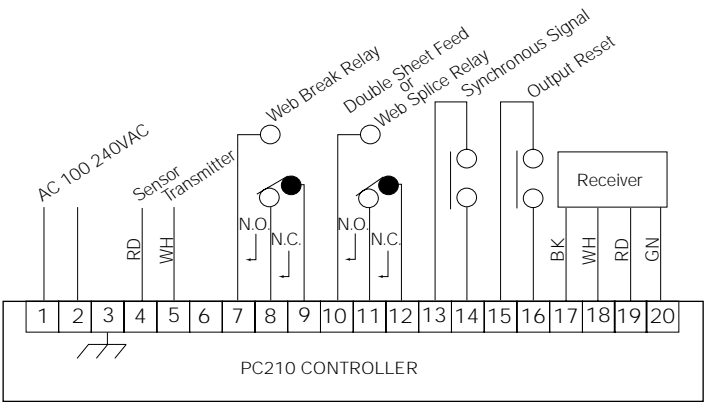 AC 100 240VAC
Sensor
Transmitter
Web Break Relay
Double Sheet Feed
or
Web Splice Relay
Synchronous Signal
Output Reset
RD
WH
N.O.
N.C.
N.O.
N.C.
Receiver
BK
WH
RD
GN
1 2 3 4 5 6 7 8 9 10 11 12 13 14 15 16 17 18 19 20
PC210 CONTROLLER